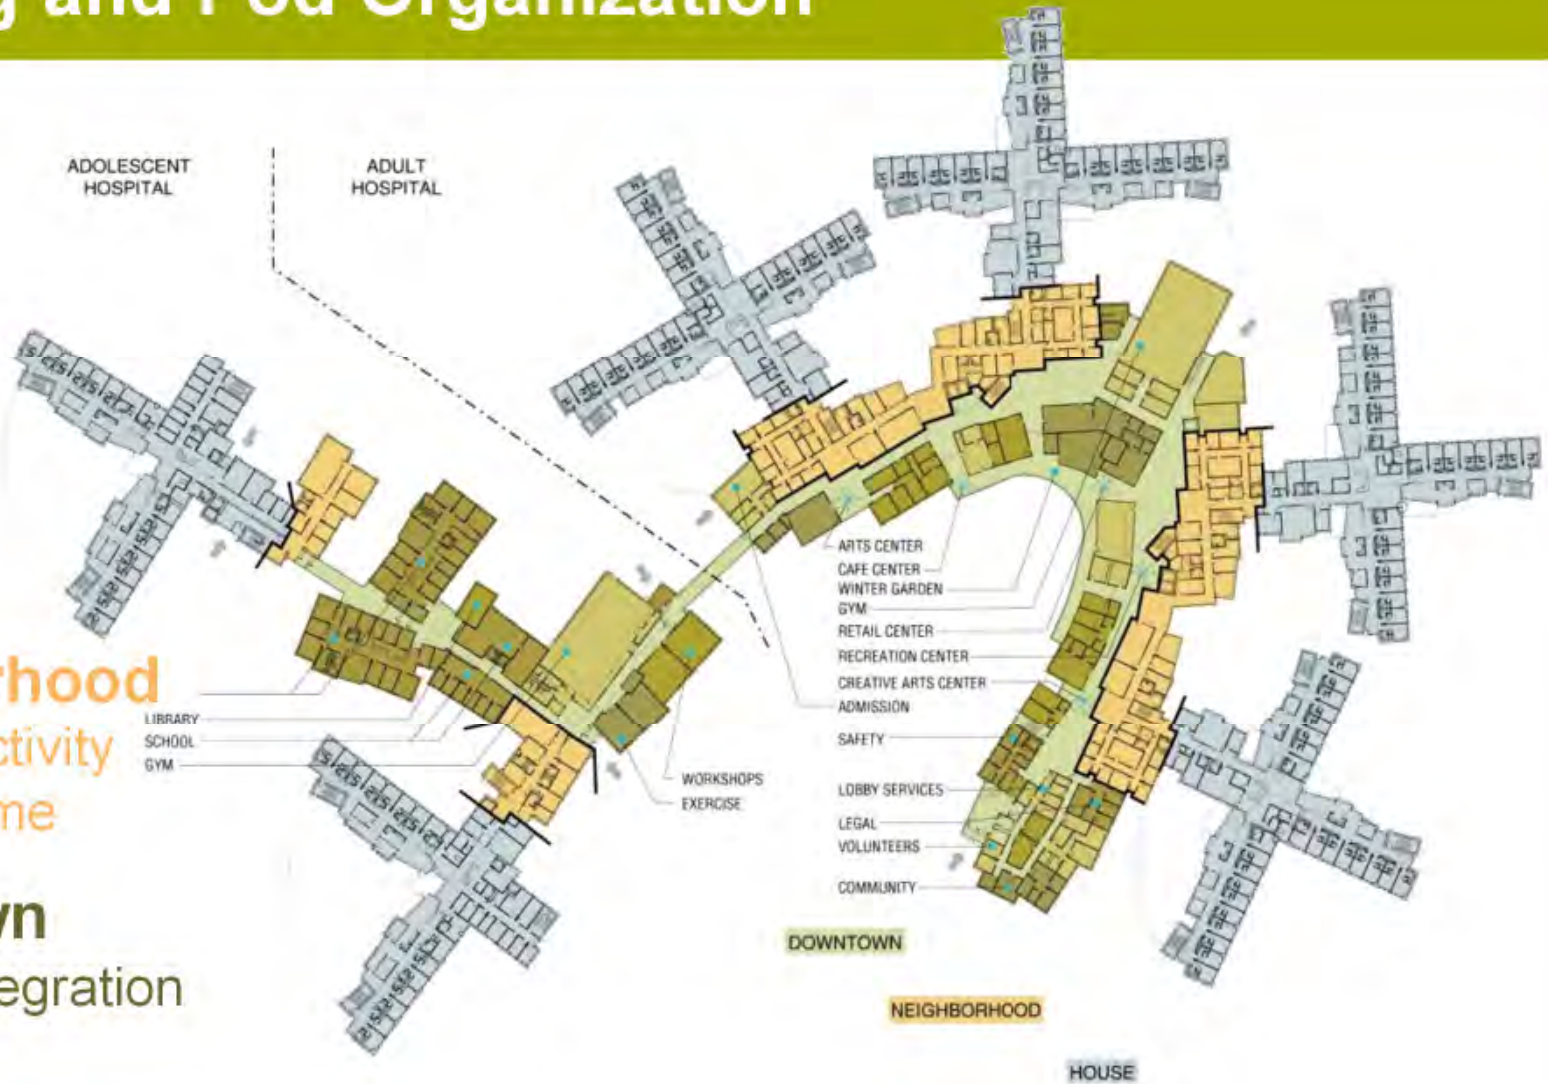 g and Pod Organization
ADOLESCENT
HOSPITAL
ADULT
HOSPITAL
rhood
ctivity
me
wn
egration
LIBRARY
SCHOOL
GYM
WORKSHOPS
EXERCISE
ARTS CENTER
CAFE CENTER
WINTER GARDEN
GYM
RETAIL CENTER
RECREATION CENTER
CREATIVE ARTS CENTER
ADMISSION
SAFETY
LOBBY SERVICES
LEGAL
VOLUNTEERS
COMMUNITY
DOWNTOWN
NEIGHBORHOOD
HOUSE